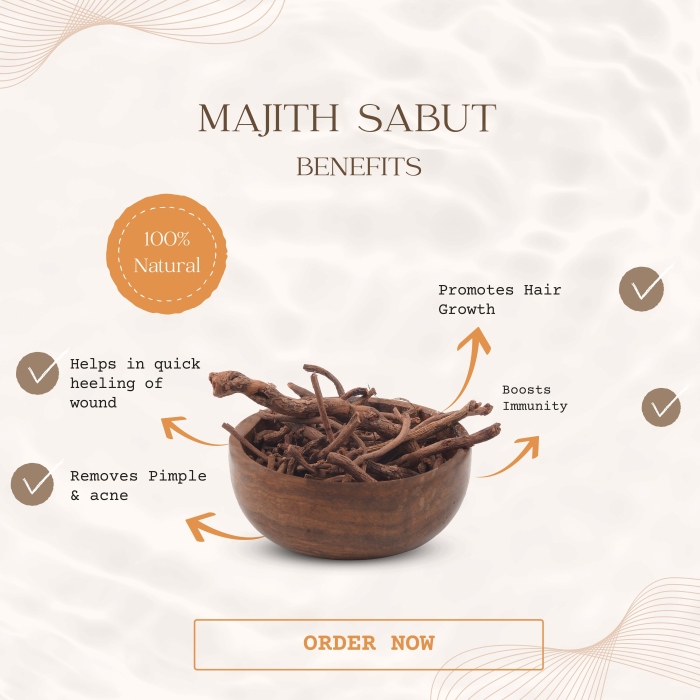 MAJITH SABUT
BENEFITS
100%
Natural
Promotes Hair
Growth
Helps in quick
heeling of
wound
Boosts
Immunity
Removes Pimple
& acne
ORDER NOW